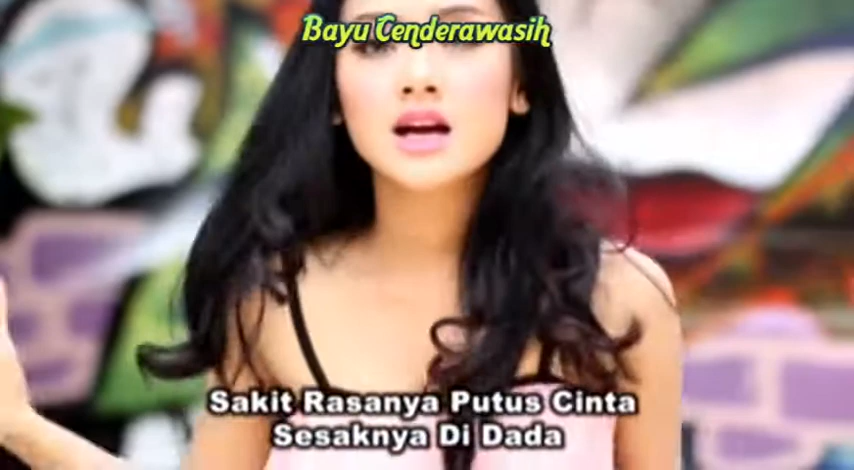 Bayu Cenderawasih
Sakit Rasanya Putus Cinta
Sesaknya Di Dada